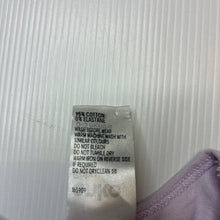 95% COTTON
5% ELASTANE
WASH BEFORE WEAR
WARM MACHINE WASH WITH
SIMILAR COLOURS
DO NOT BLEACH
DO NOT TUMBLE DRY
WARM IRON ON REVERSE SIDE
IF REQUIRED
DO NOT DRYCLEAN